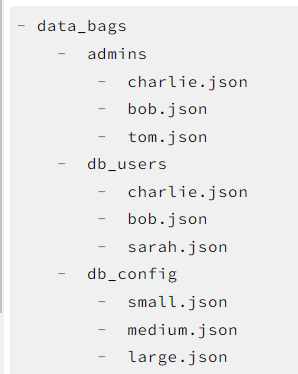 - data_bags
- admins
- charlie.json
- bob.json
- tom.json
- db_users
- charlie.json
- bob.json
- sarah.json
- db_config
- small.json
- medium.json
- large.json